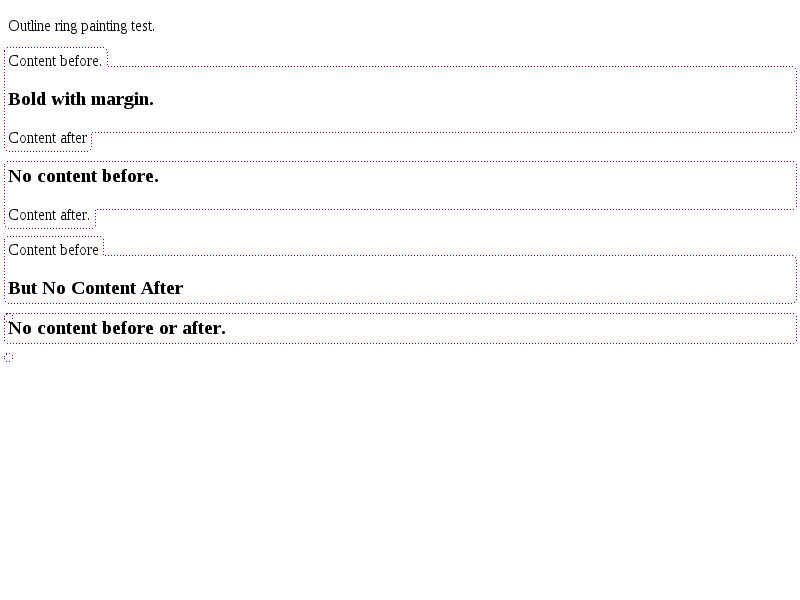 Outline ring painting test.
Content before.
Bold with margin.
Content after
No content before.
Content after.
Content before
But No Content After
No content before or after.